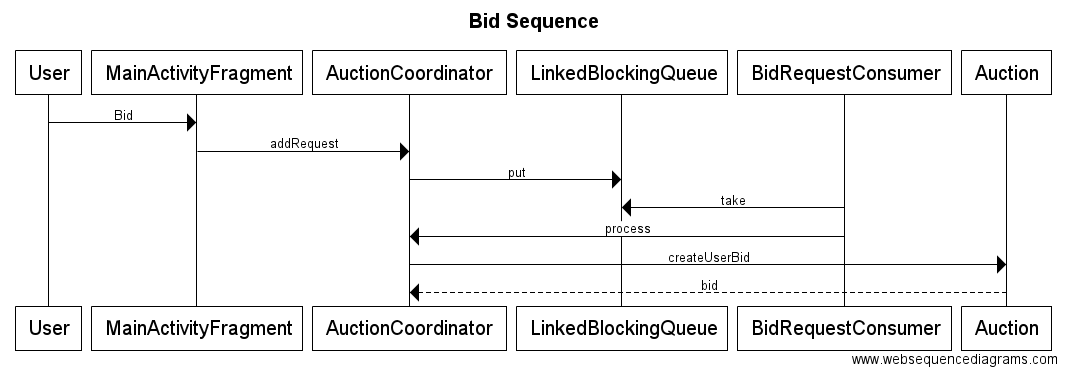 Bid Sequence
User MainActivityFragment AuctionCoordinator LinkedBlockingQueue BidRequestConsumer Auction
Bid
addRequest
put
take
process
createUserBid
bid
User MainActivityFragment AuctionCoordinator LinkedBlockingQueue BidRequestConsumer Auction
www.websequencediagrams.com